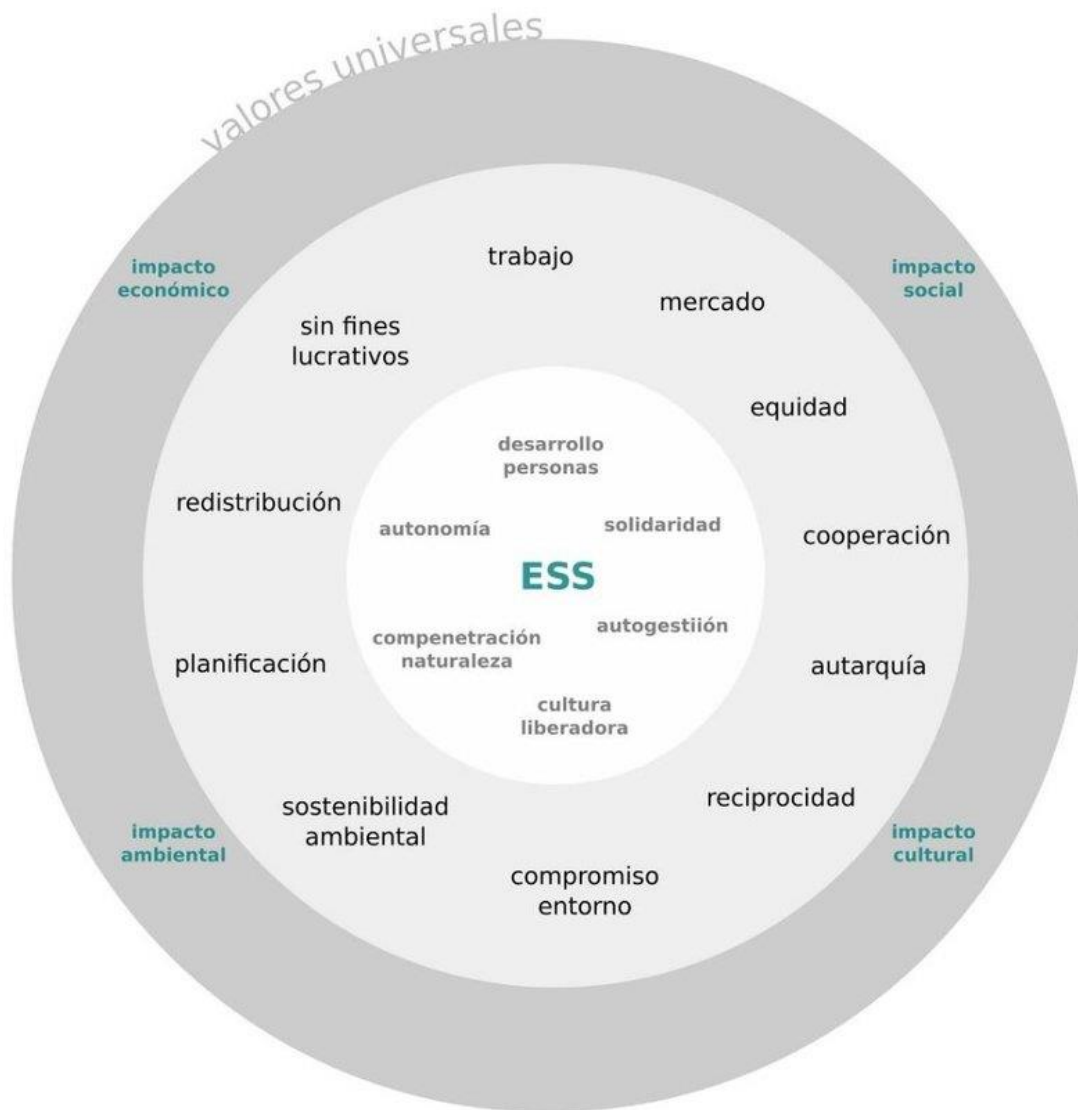 valores universales
trabajo
impacto
económico
impacto
social
mercado
sin fines
lucrativos
equidad
desarrollo
personas
redistribución
autonomía
solidaridad
cooperación
ESS
autogestiión
compenetración
naturaleza
planificación
autarquía
cultura
liberadora
reciprocidad
sostenibilidad
ambiental
impacto
ambiental
impacto
cultural
compromiso
entorno